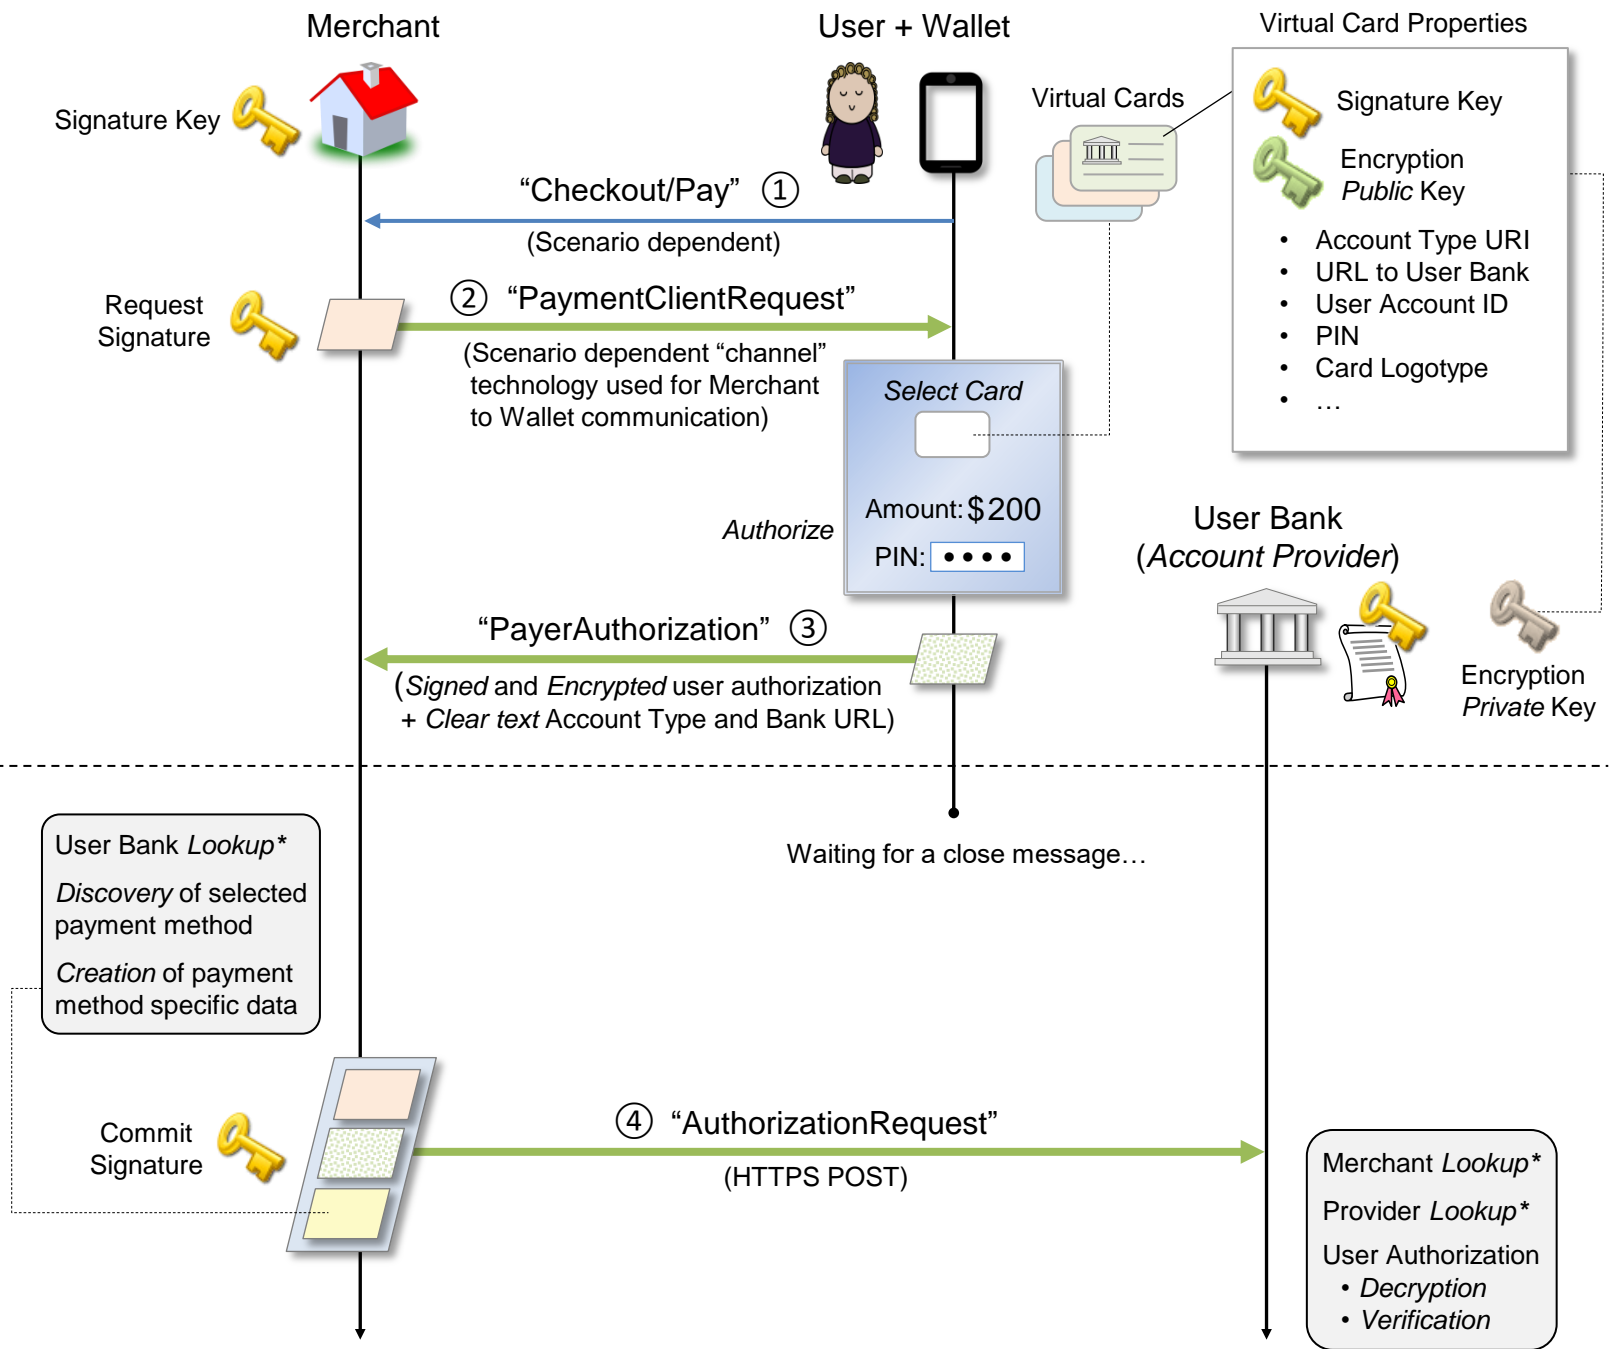 Merchant
User + Wallet
Virtual Card Properties
Signature Key
Virtual Cards
Signature Key
Encryption
Public Key
• Account Type URI
• URL to User Bank
• User Account ID
• PIN
• Card Logotype
• …
“Checkout/Pay” ①
(Scenario dependent)
Request
Signature
② “PaymentClientRequest”
(Scenario dependent “channel”
technology used for Merchant
to Wallet communication)
Select Card
Amount: $200
PIN: ••••
Authorize
User Bank
(Account Provider)
Encryption
Private Key
“PayerAuthorization” ③
(Signed and Encrypted user authorization
+ Clear text Account Type and Bank URL)
Waiting for a close message…
User Bank Lookup*
Discovery of selected
payment method
Creation of payment
method specific data
Commit
Signature
④ “AuthorizationRequest”
(HTTPS POST)
Merchant Lookup*
Provider Lookup*
User Authorization
• Decryption
• Verification